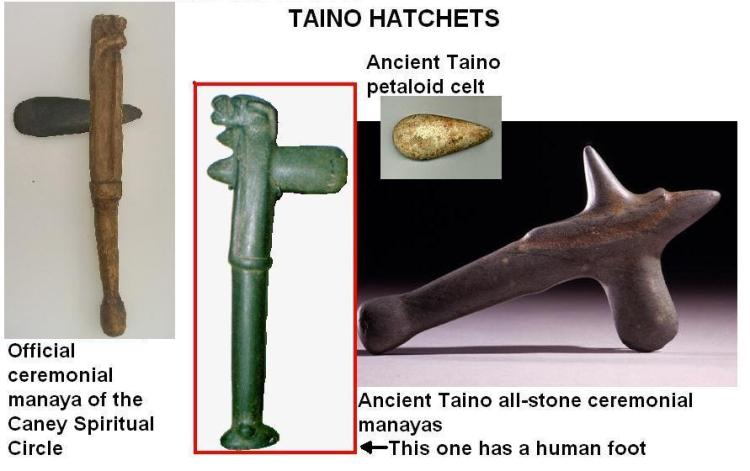 TAINO HATCHETS
Ancient Taino
petaloid celt
Official
ceremonial
manaya of the
Caney Spiritual
Circle
Ancient Taino all-stone ceremonial
manayas
←This one has a human foot